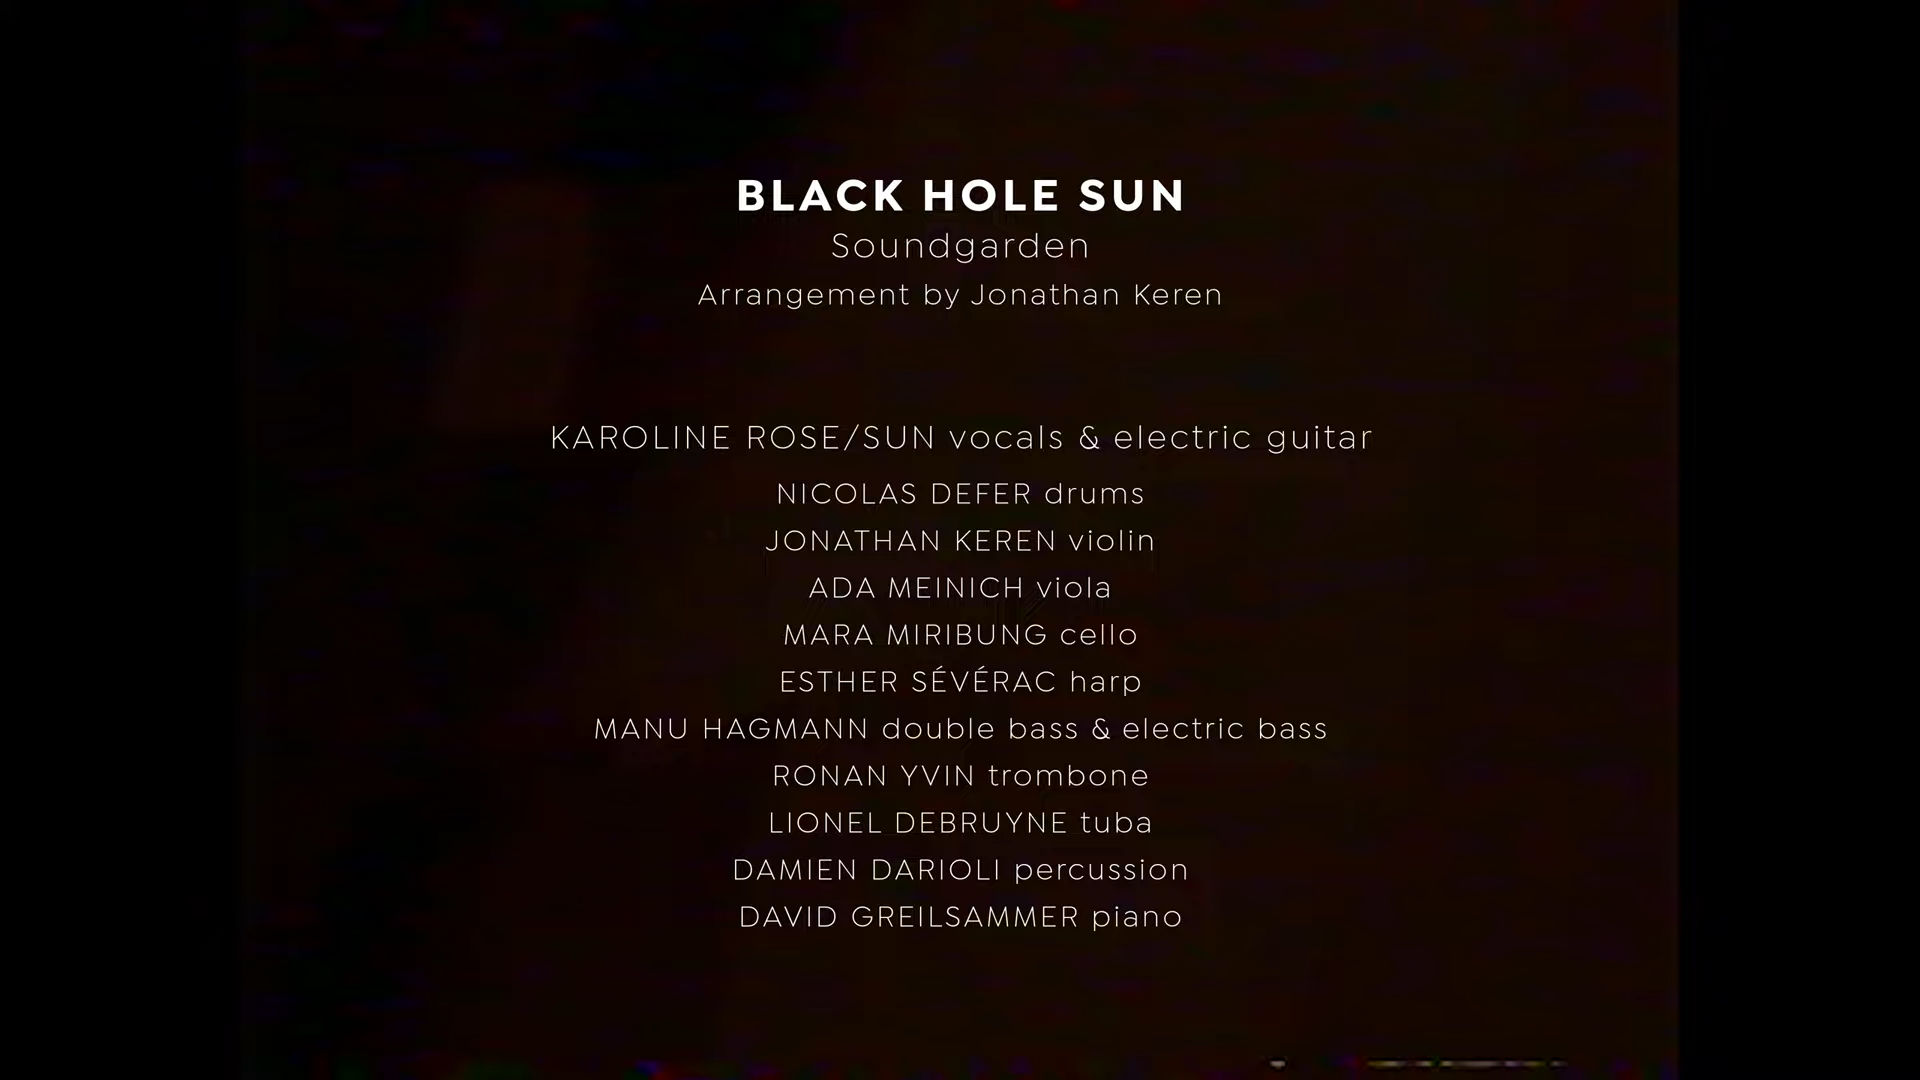 BLACK HOLE SUN
Soundgarden
Arrangement by Jonathan Keren
KAROLINE ROSE/SUN vocals & electric guitar
NICOLAS DEFER drums
JONATHAN KEREN violin
ADA MEINICH viola
MARA MIRIBUNG cello
ESTHER SÉVÉRAC harp
MANU HAGMANN double bass & electric bass
RONAN YVIN trombone
LIONEL DEBRUYNE tuba
DAMIEN DARIOLI percussion
DAVID GREILSAMMER piano